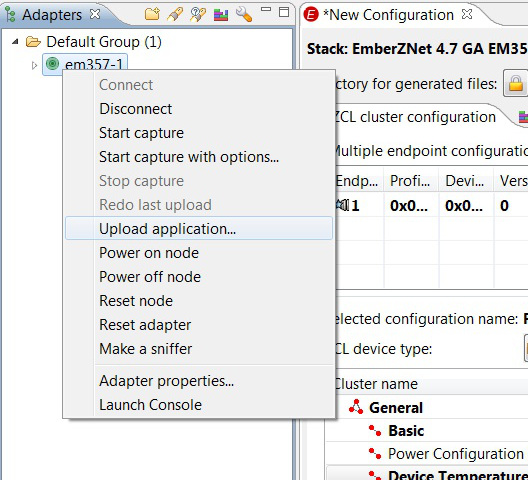 Adapters
*New Configuration
Default Group (1)
Stack: EmberZNet 4.7 GA EM35
em357-1
ctory for generated files:
Connect
Disconnect
Start capture
Start capture with options...
Stop capture
Redo last upload
Upload application...
Power on node
Power off node
Reset node
Reset adapter
Make a sniffer
Adapter properties...
Launch Console
ZCL cluster configuration
Multiple endpoint configuratio
Endp... Profi... Devi... Vers
1 0x0... 0x0... 0
elected configuration name:
CL device type:
Cluster name
General
Basic
Power Configuration
Device Temperature